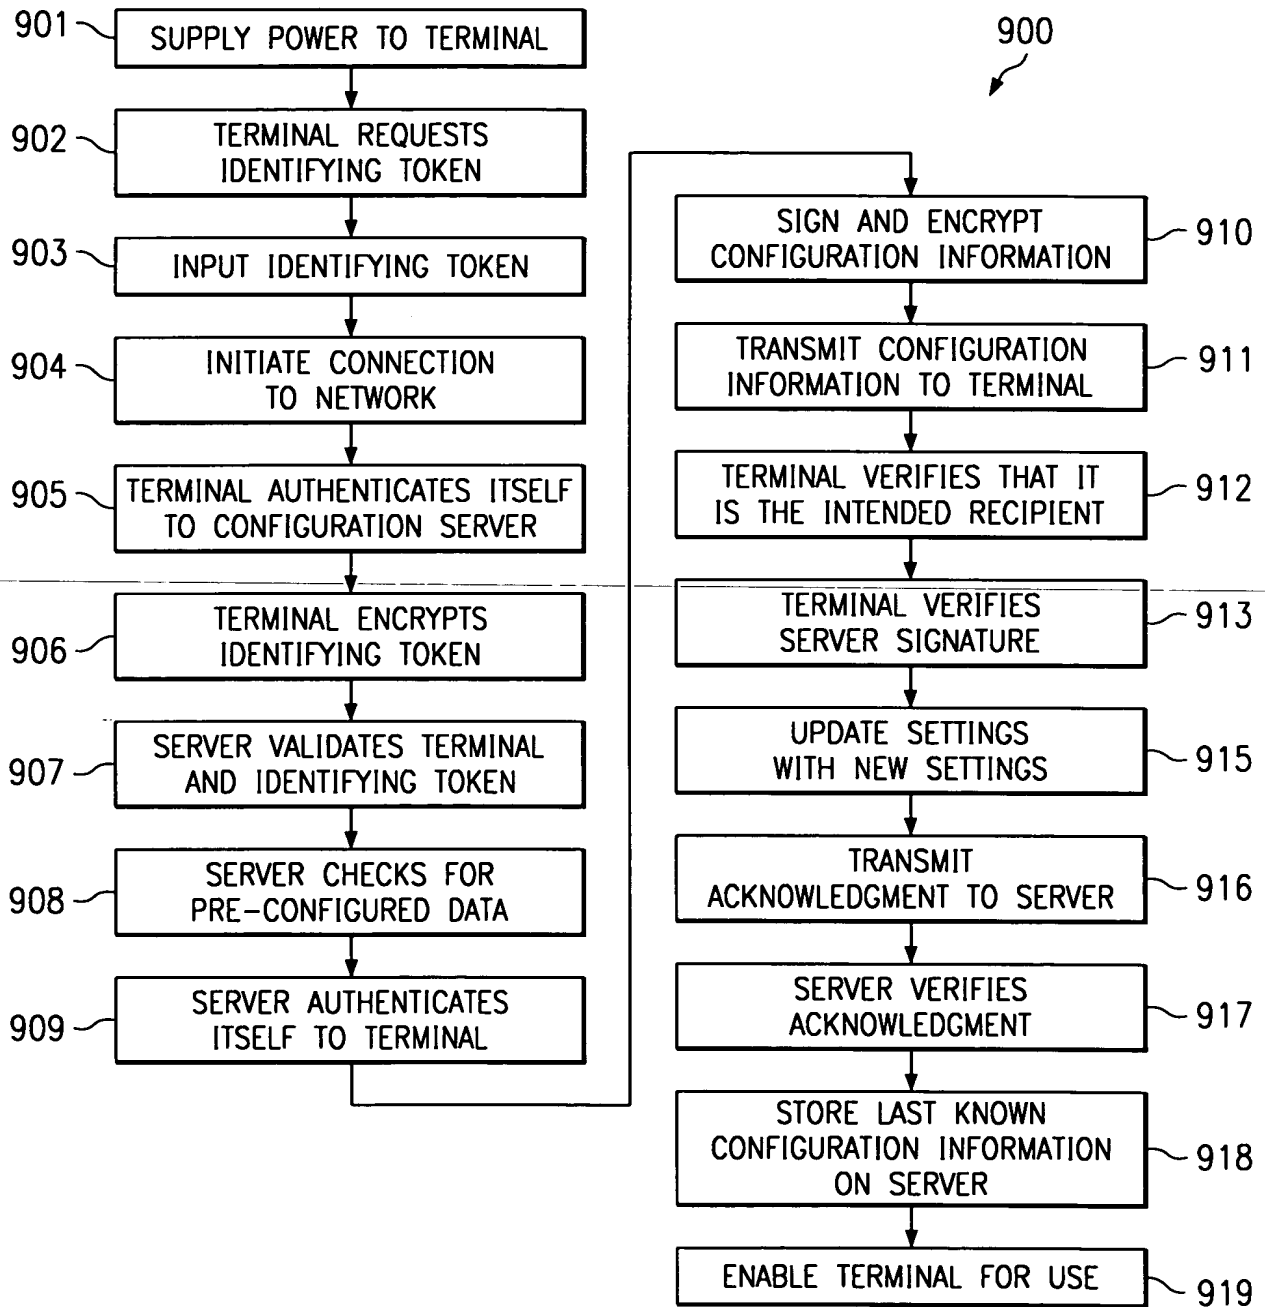 900
901
SUPPLY POWER TO TERMINAL
902
TERMINAL REQUESTS
IDENTIFYING TOKEN
903
INPUT IDENTIFYING TOKEN
904
INITIATE CONNECTION
TO NETWORK
905
TERMINAL AUTHENTICATES ITSELF
TO CONFIGURATION SERVER
906
TERMINAL ENCRYPTS
IDENTIFYING TOKEN
907
SERVER VALIDATES TERMINAL
AND IDENTIFYING TOKEN
908
SERVER CHECKS FOR
PRE-CONFIGURED DATA
909
SERVER AUTHENTICATES
ITSELF TO TERMINAL
SIGN AND ENCRYPT
CONFIGURATION INFORMATION
910
TRANSMIT CONFIGURATION
INFORMATION TO TERMINAL
911
TERMINAL VERIFIES THAT IT
IS THE INTENDED RECIPIENT
912
TERMINAL VERIFIES
SERVER SIGNATURE
913
UPDATE SETTINGS
WITH NEW SETTINGS
915
TRANSMIT
ACKNOWLEDGMENT TO SERVER
916
SERVER VERIFIES
ACKNOWLEDGMENT
917
STORE LAST KNOWN
CONFIGURATION INFORMATION
ON SERVER
918
ENABLE TERMINAL FOR USE
919